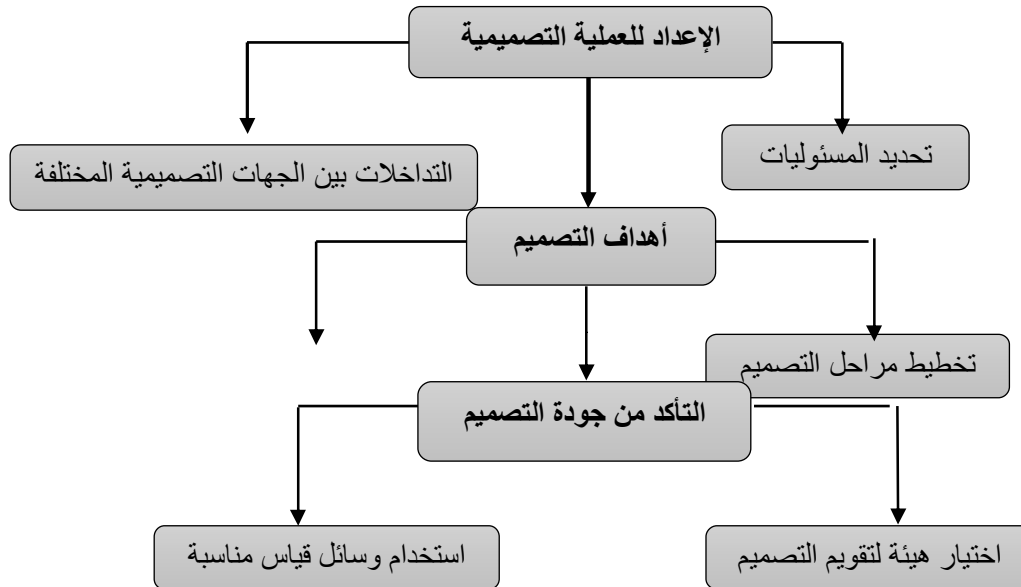 الإعداد للعملية التصميمية
تحديد المسئوليات
التداخلات بين الجهات التصميمية المختلفة
أهداف التصميم
تخطيط مراحل التصميم
التأكد من جودة التصميم
اختيار هيئة لتقويم التصميم
استخدام وسائل قياس مناسبة